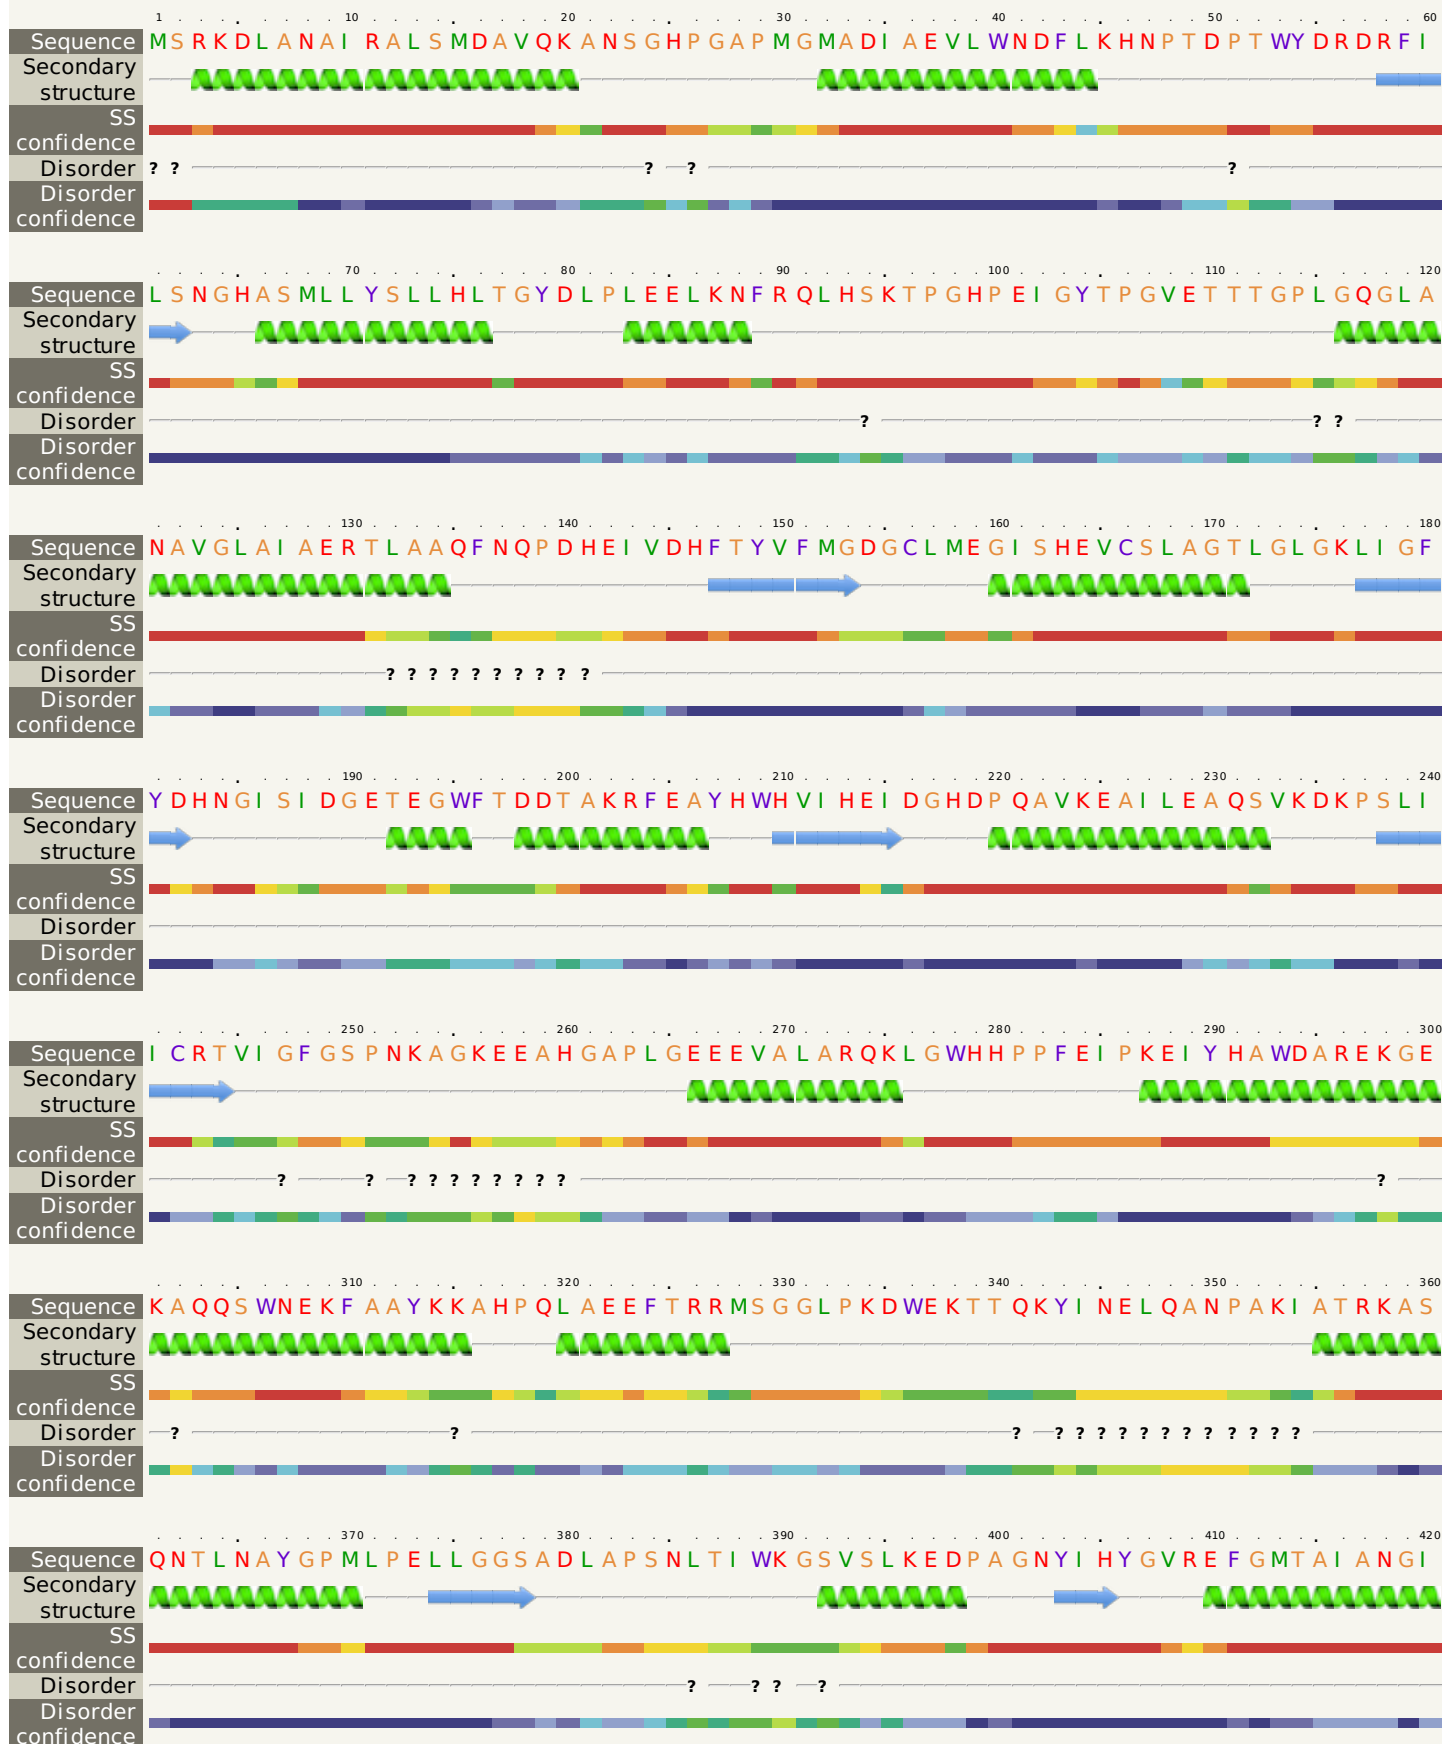 1 . . . . . . . 10 . . . . . . . . 20 . . . . . . . . 30 . . . . . . . . 40 . . . . . . . . 50 . . . . . . . . 60
Sequence MSRKDLANAIRALSMDAVQKANSGHPGAPMGMADIAEVLWNDFLKHNPTDPTWYDRDRFI
Secondary
structure
SS
confidence
Disorder ? ? ? ? ?
Disorder
confidence
. . . . . . . . 70 . . . . . . . . 80 . . . . . . . . 90 . . . . . . . . 100 . . . . . . . . 110 . . . . . . . . 120
Sequence LSNGHASMLLYSLLHLTGYDLPLEELKNFRQLHSKTPGHPEIGYTPGVETTTGPLGQGLA
Secondary
structure
SS
confidence
Disorder ? ? ?
Disorder
confidence
. . . . . . . . 130 . . . . . . . . 140 . . . . . . . . 150 . . . . . . . . 160 . . . . . . . . 170 . . . . . . . . 180
Sequence NAVGLAIAERTLAAQFNQPDHEIVDHFTYVFMGDGCLMEGISHEVCSLAGTLGLGKLIGF
Secondary
structure
SS
confidence
Disorder ? ? ? ? ? ? ? ? ? ?
Disorder
confidence
. . . . . . . . 190 . . . . . . . . 200 . . . . . . . . 210 . . . . . . . . 220 . . . . . . . . 230 . . . . . . . . 240
Sequence YDHNGISIDGETEGWFTDDTAKRFEAYHWHVIHEIDGHDPQAVKEAILEAQSVKDKPSLI
Secondary
structure
SS
confidence
Disorder
Disorder
confidence
. . . . . . . . 250 . . . . . . . . 260 . . . . . . . . 270 . . . . . . . . 280 . . . . . . . . 290 . . . . . . . . 300
Sequence ICRTVIGFGSPNKAGKEEAHGAPLGEEEVALARQKLGWHHPPFEIPKEIYHAWDAREKGE
Secondary
structure
SS
confidence
Disorder ? ? ? ? ? ? ? ? ? ? ?
Disorder
confidence
. . . . . . . . 310 . . . . . . . . 320 . . . . . . . . 330 . . . . . . . . 340 . . . . . . . . 350 . . . . . . . . 360
Sequence KAQQSWNEKFAAYKKAHPQLAEEFTRRMSGGLPKDWEKTTQKYINELQANPAKIATRKAS
Secondary
structure
SS
confidence
Disorder ? ? ? ? ? ? ? ? ? ? ? ? ? ? ?
Disorder
confidence
. . . . . . . . 370 . . . . . . . . 380 . . . . . . . . 390 . . . . . . . . 400 . . . . . . . . 410 . . . . . . . . 420
Sequence QNTLNAYGPMLPELLGGSADLAPSNLTIWKGSVSLKEDPAGNYIHYGVREFGMTAIANGI
Secondary
structure
SS
confidence
Disorder ? ? ? ?
Disorder
confidence